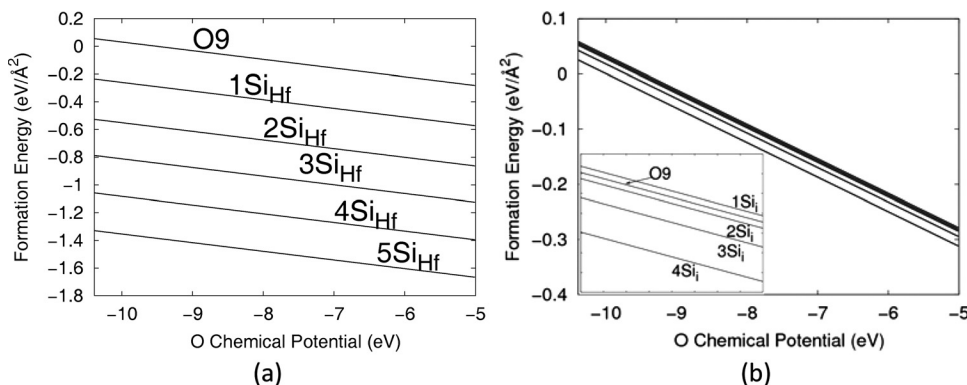 0.2
0
-0.2
-0.4
-0.6
-0.8
-1
-1.2
-1.4
-1.6
-1.8
Formation Energy (eV/Å²)
O9
1Si_Hf
2Si_Hf
3Si_Hf
4Si_Hf
5Si_Hf
-10 -9 -8 -7 -6 -5
O Chemical Potential (eV)
(a)
0.1
0
−0.1
−0.2
−0.3
−0.4
Formation Energy (eV/Å²)
O9
1Si_i
2Si_i
3Si_i
4Si_i
−10 −9 −8 −7 −6 −5
O Chemical Potential (eV)
(b)